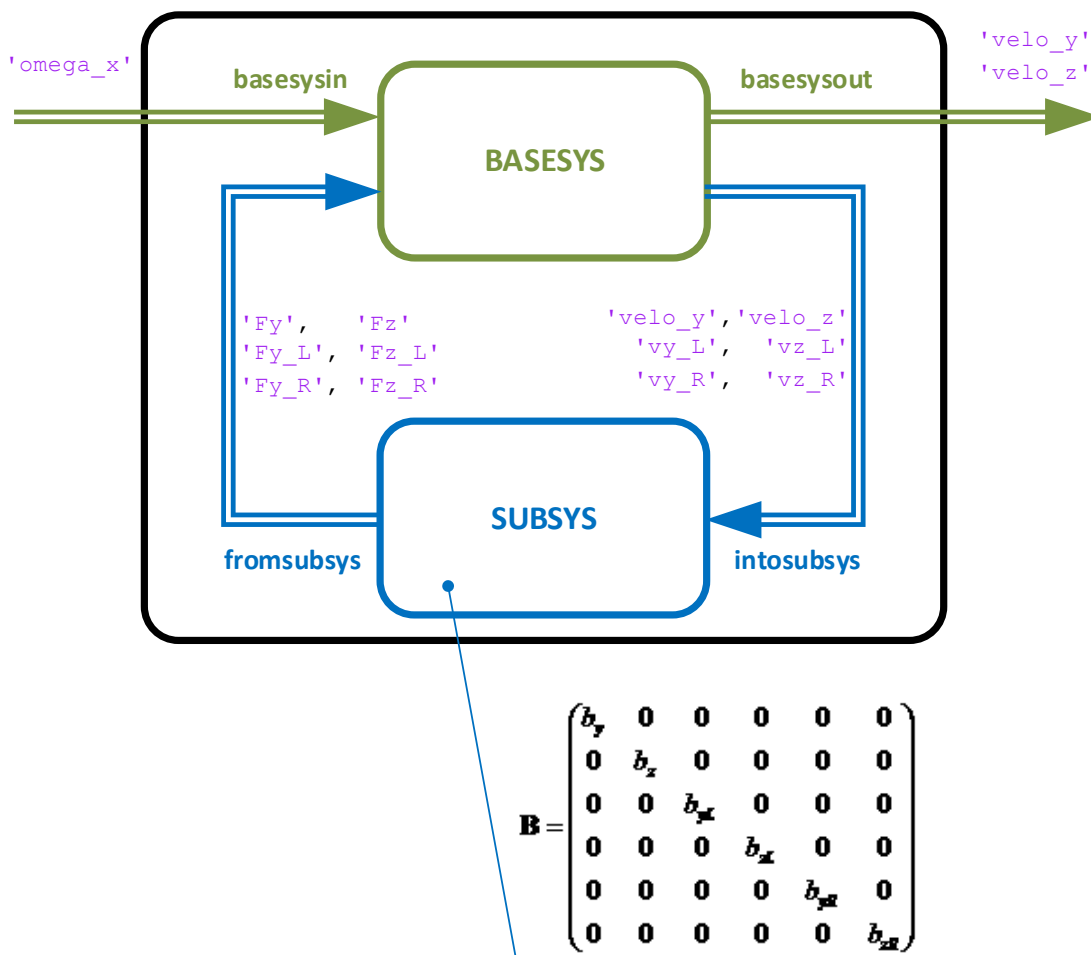 'omega_x'
'velo_y'
'velo_z'
basesysin
basesysout
BASESYS
'Fy', 'Fz'
'Fy_L', 'Fz_L'
'Fy_R', 'Fz_R'
'velo_y','velo_z'
'vy_L', 'vz_L'
'vy_R', 'vz_R'
SUBSYS
fromsubsys
intosubsys
B =
b_y 0 0 0 0 0
0 b_z 0 0 0 0
0 0 b_yL 0 0 0
0 0 0 b_zL 0 0
0 0 0 0 b_yR 0
0 0 0 0 0 b_zR